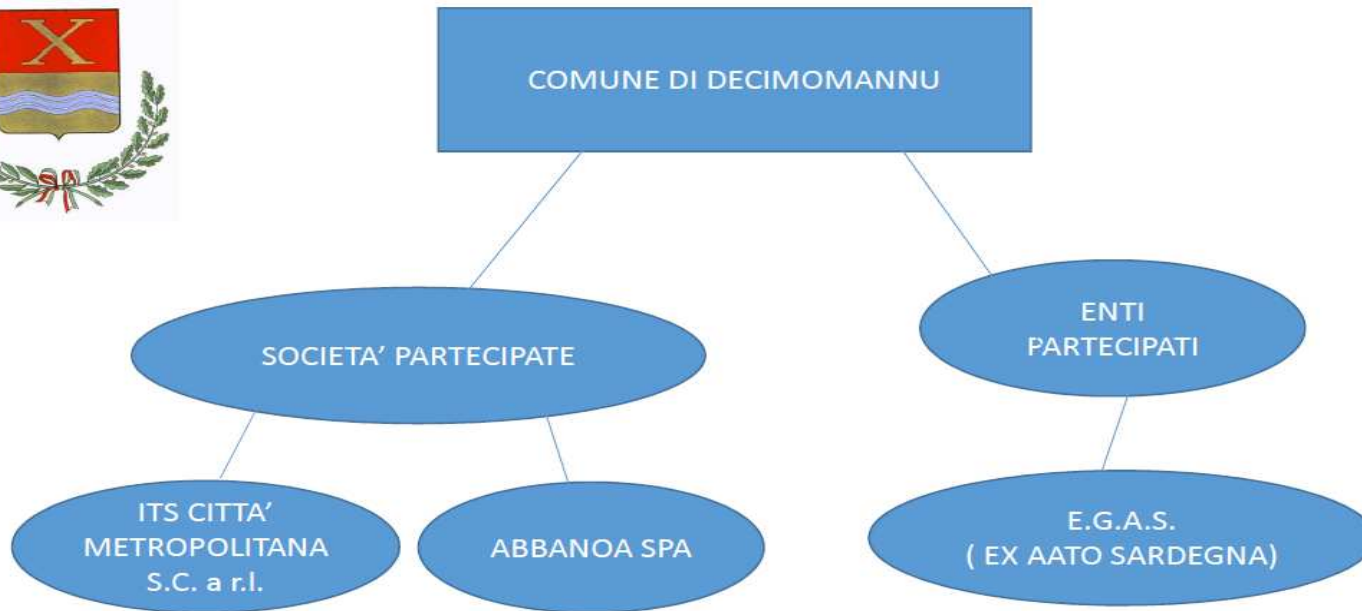 X
COMUNE DI DECIMOMANNU
SOCIETA’ PARTECIPATE
ENTI
PARTECIPATI
ITS CITTA’
METROPOLITANA
S.C. a r.l.
ABBANOA SPA
E.G.A.S.
( EX AATO SARDEGNA)